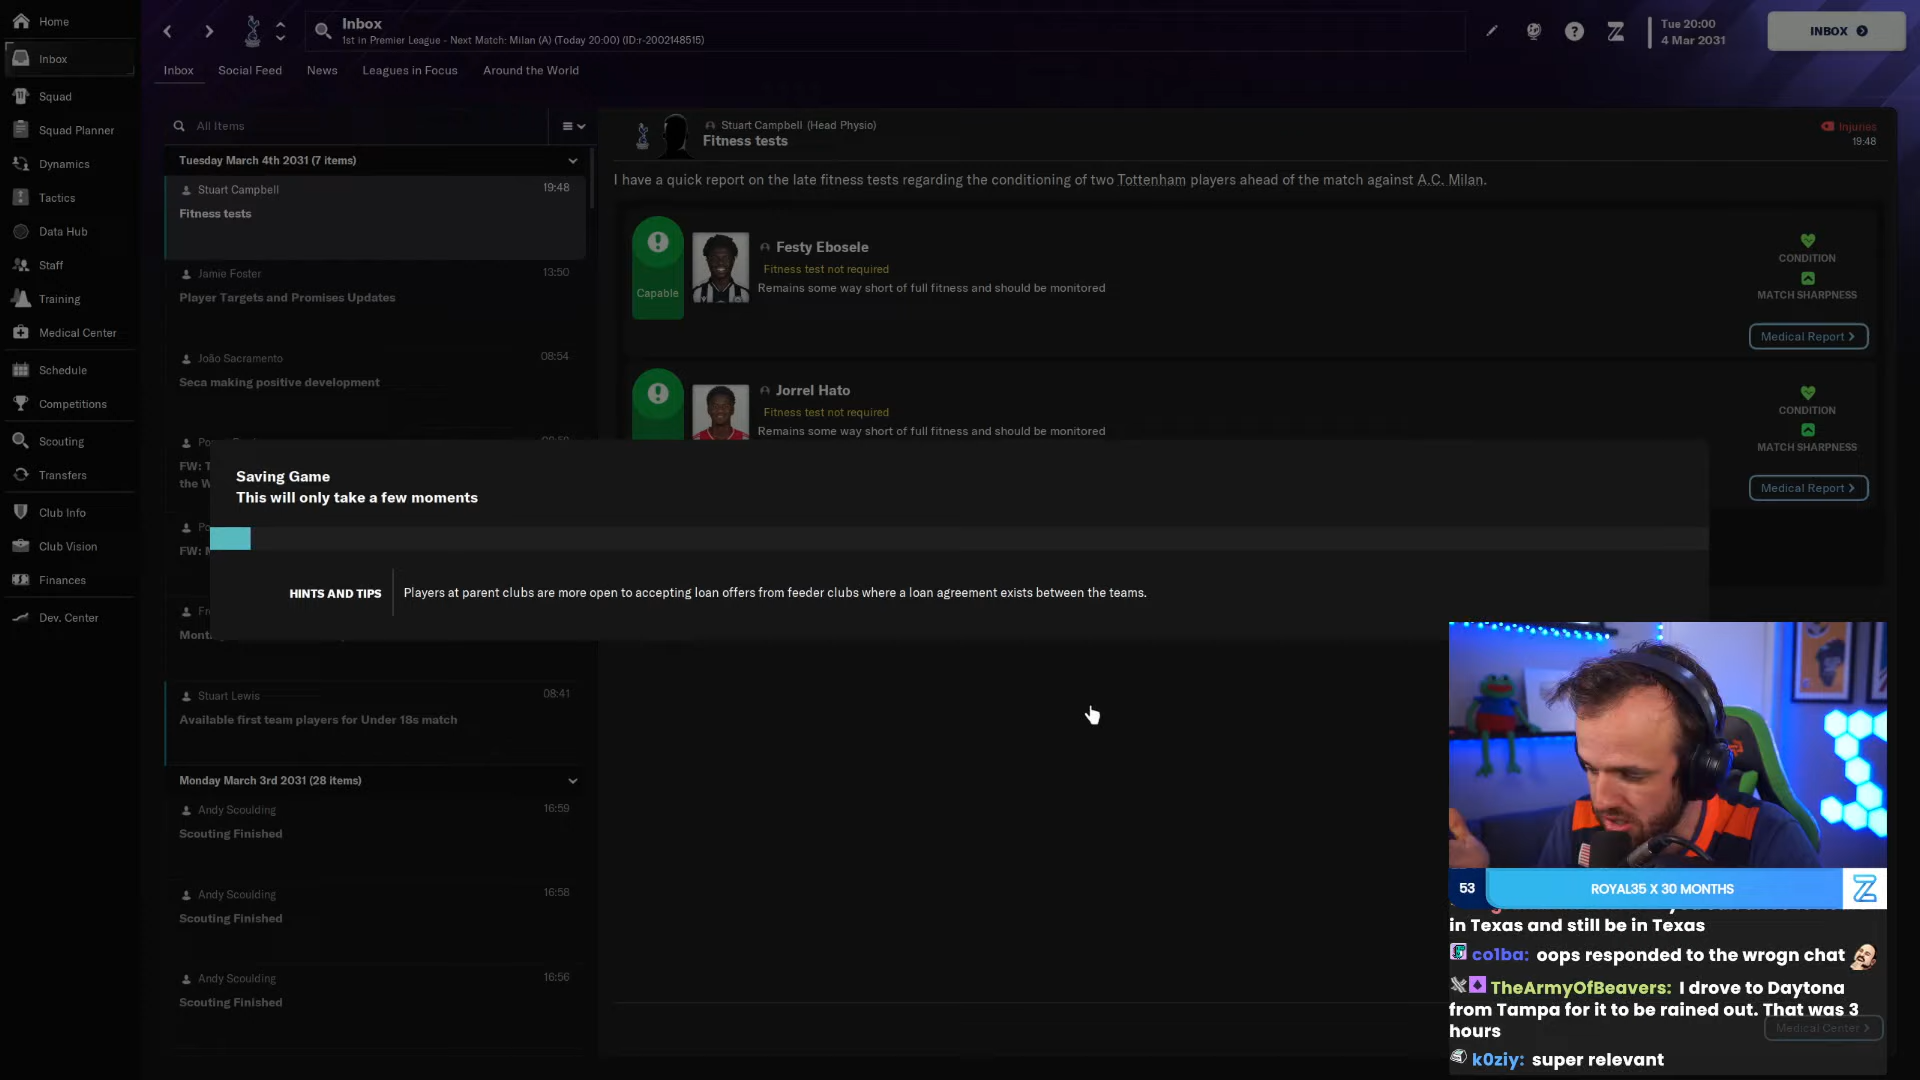 Home
Inbox
Squad
Squad Planner
Dynamics
Tactics
Data Hub
Staff
Training
Medical Center
Schedule
Competitions
Scouting
Transfers
Club Info
Club Vision
Finances
Dev. Center
Inbox
1st in Premier League - Next Match: Milan (A) (Today 20:00) (ID:r-2002148515)
Tue 20:00
4 Mar 2031
INBOX
Inbox
Social Feed
News
Leagues in Focus
Around the World
All Items
Tuesday March 4th 2031 (7 items)
Stuart Campbell 19:48
Fitness tests
Jamie Foster 13:50
Player Targets and Promises Updates
João Sacramento 08:54
Seca making positive development
FW: T
the W
FW: M
Fr
Stuart Lewis 08:41
Available first team players for Under 18s match
Monday March 3rd 2031 (28 items)
Andy Scoulding 16:59
Scouting Finished
Andy Scoulding 16:58
Scouting Finished
Andy Scoulding 16:56
Scouting Finished
Stuart Campbell (Head Physio)
Fitness tests
Injuries
19:48
I have a quick report on the late fitness tests regarding the conditioning of two Tottenham players ahead of the match against A.C. Milan.
Capable
Festy Ebosele
Fitness test not required
Remains some way short of full fitness and should be monitored
CONDITION
MATCH SHARPNESS
Medical Report >
Jorrel Hato
Fitness test not required
Remains some way short of full fitness and should be monitored
CONDITION
MATCH SHARPNESS
Medical Report >
Saving Game
This will only take a few moments
HINTS AND TIPS
Players at parent clubs are more open to accepting loan offers from feeder clubs where a loan agreement exists between the teams.
53
ROYAL35 X 30 MONTHS
in Texas and still be in Texas
co1ba: oops responded to the wrogn chat
TheArmyOfBeavers: I drove to Daytona
from Tampa for it to be rained out. That was 3
hours
Medical Center >
k0ziy: super relevant